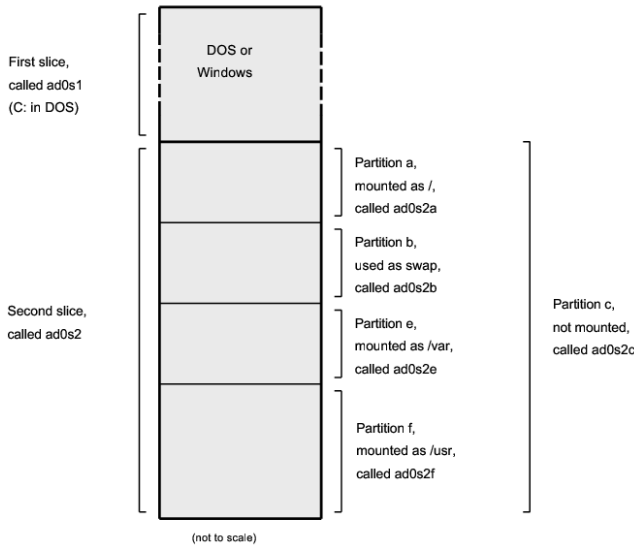 DOS or
Windows
First slice,
called ad0s1
(C: in DOS)
Partition a,
mounted as /,
called ad0s2a
Partition b,
used as swap,
called ad0s2b
Second slice,
called ad0s2
Partition e,
mounted as /var,
called ad0s2e
Partition c,
not mounted,
called ad0s2c
Partition f,
mounted as /usr,
called ad0s2f
(not to scale)